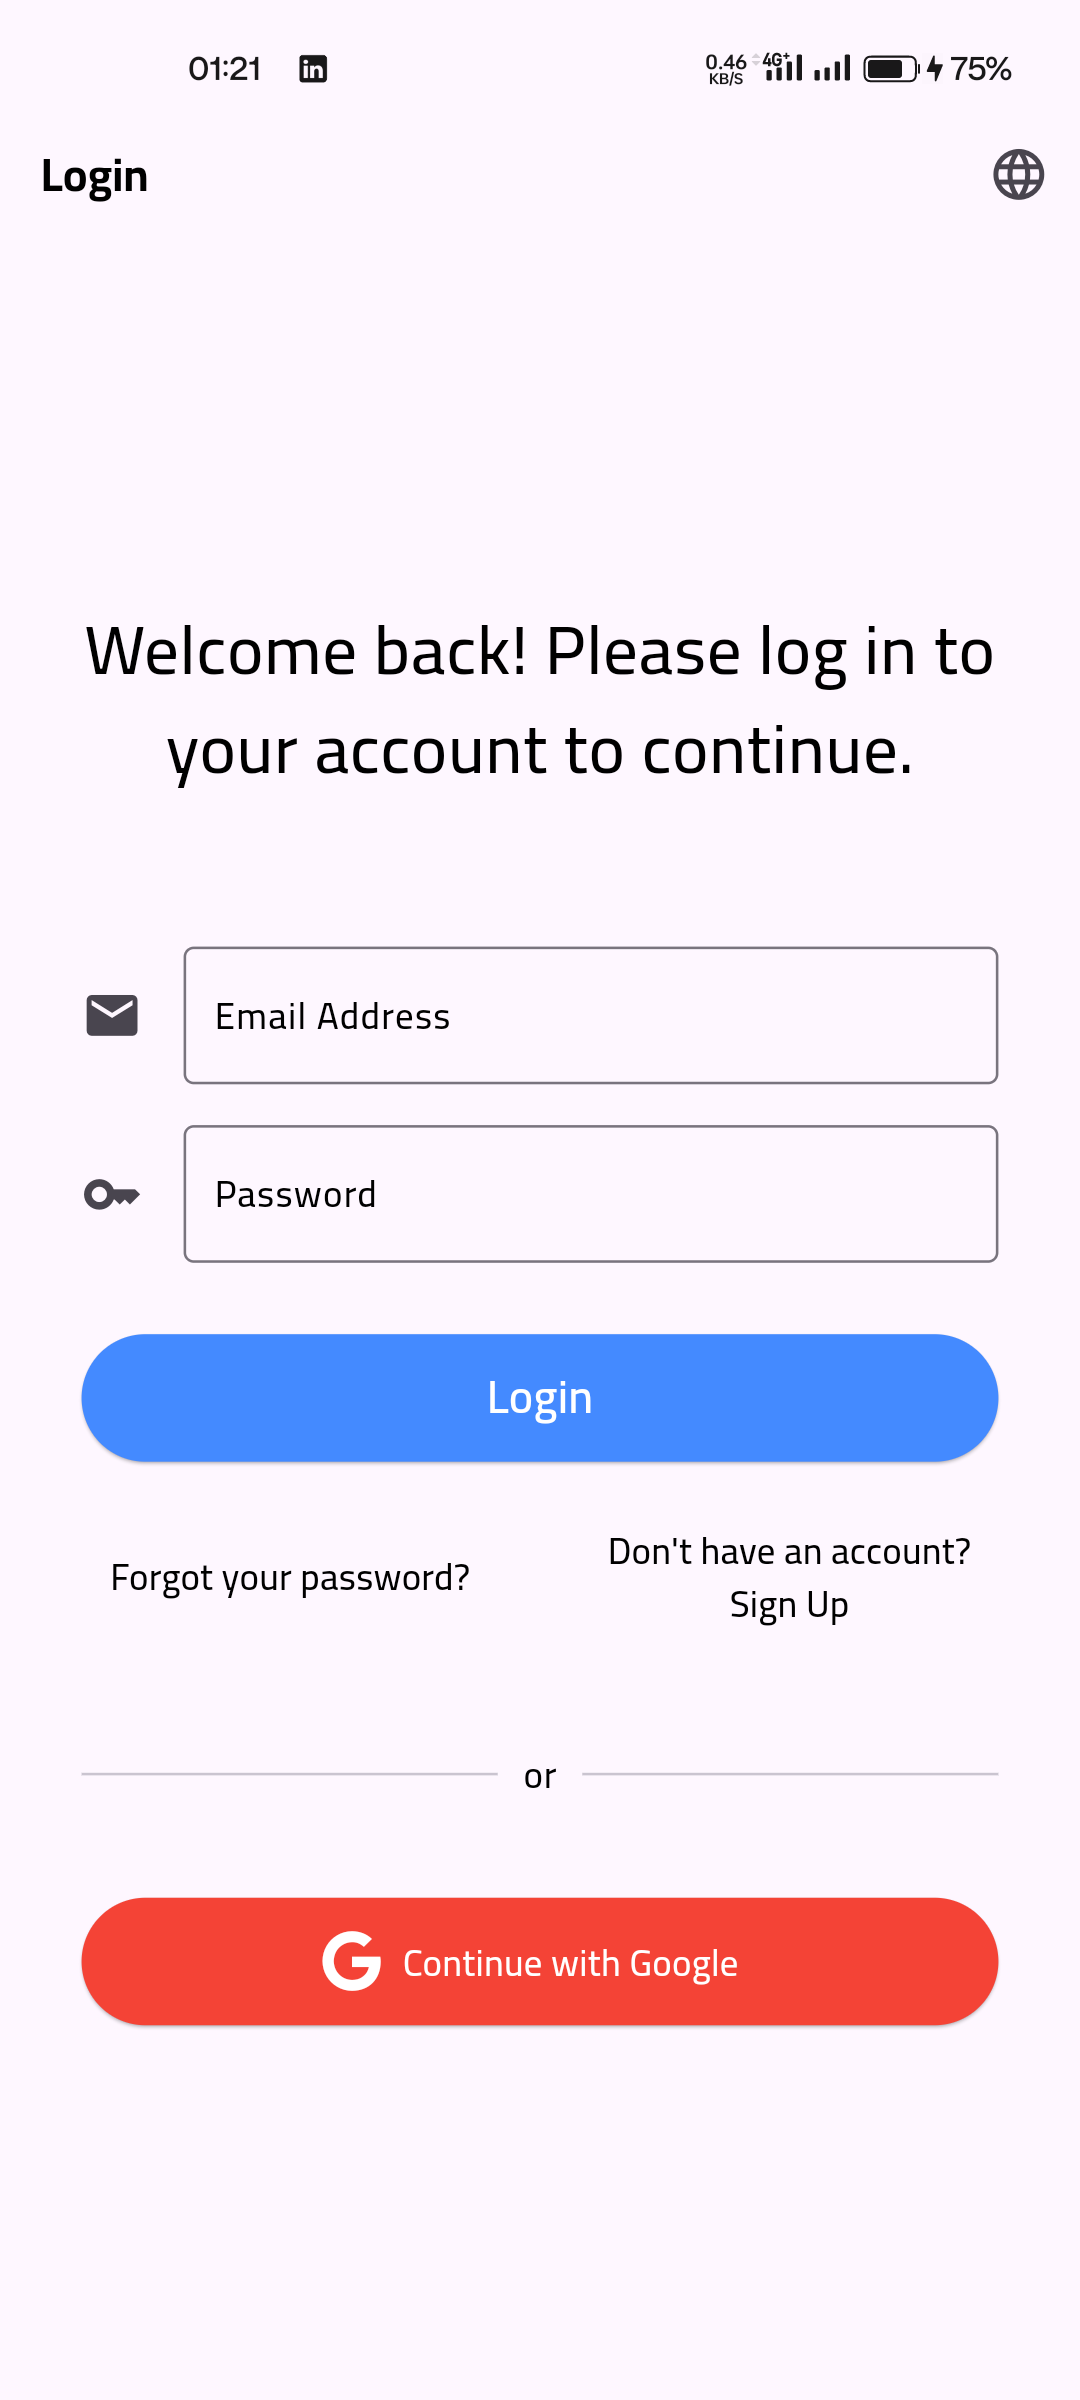 01:21
0.46 KB/S 4G+ 75%
Login
Welcome back! Please log in to
your account to continue.
Email Address
Password
Login
Forgot your password?
Don't have an account?
Sign Up
or
Continue with Google